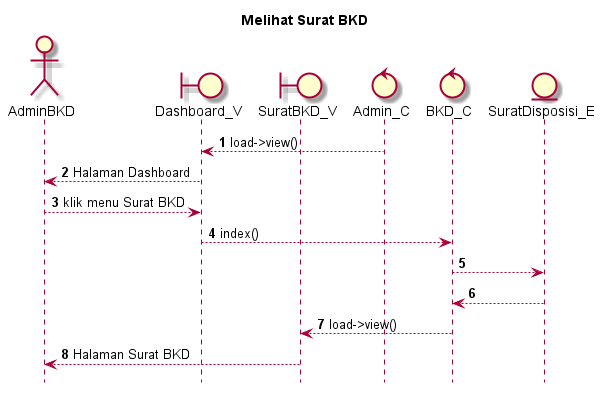 Melihat Surat BKD
AdminBKD Dashboard_V SuratBKD_V Admin_C BKD_C SuratDisposisi_E
1 load->view()
2 Halaman Dashboard
3 klik menu Surat BKD
4 index()
5
6
7 load->view()
8 Halaman Surat BKD